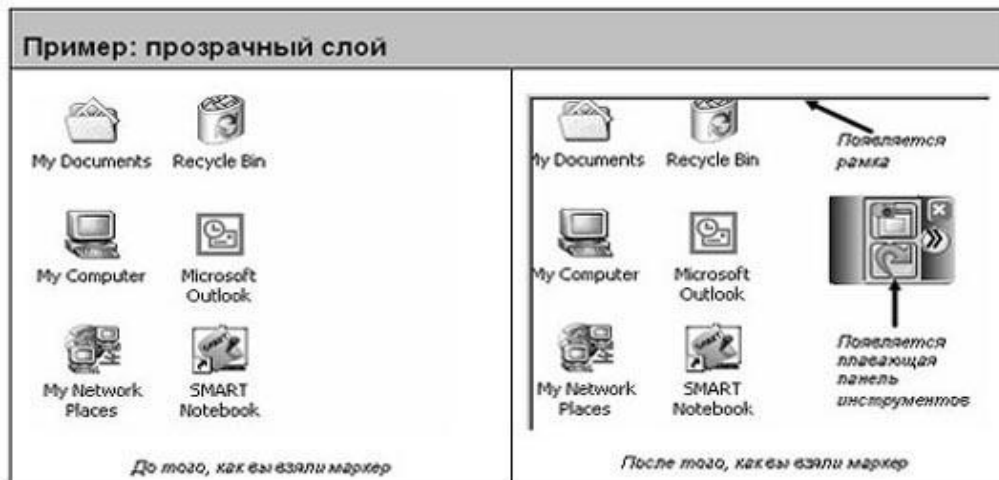 Пример: прозрачный слой
My Documents
Recycle Bin
My Computer
Microsoft
Outlook
My Network
Places
SMART
Notebook
До того, как вы взяли маркер
My Documents
Recycle Bin
Появляется
рамка
My Computer
Microsoft
Outlook
Появляется
плавающая
панель
инструментов
My Network
Places
SMART
Notebook
После того, как вы взяли маркер